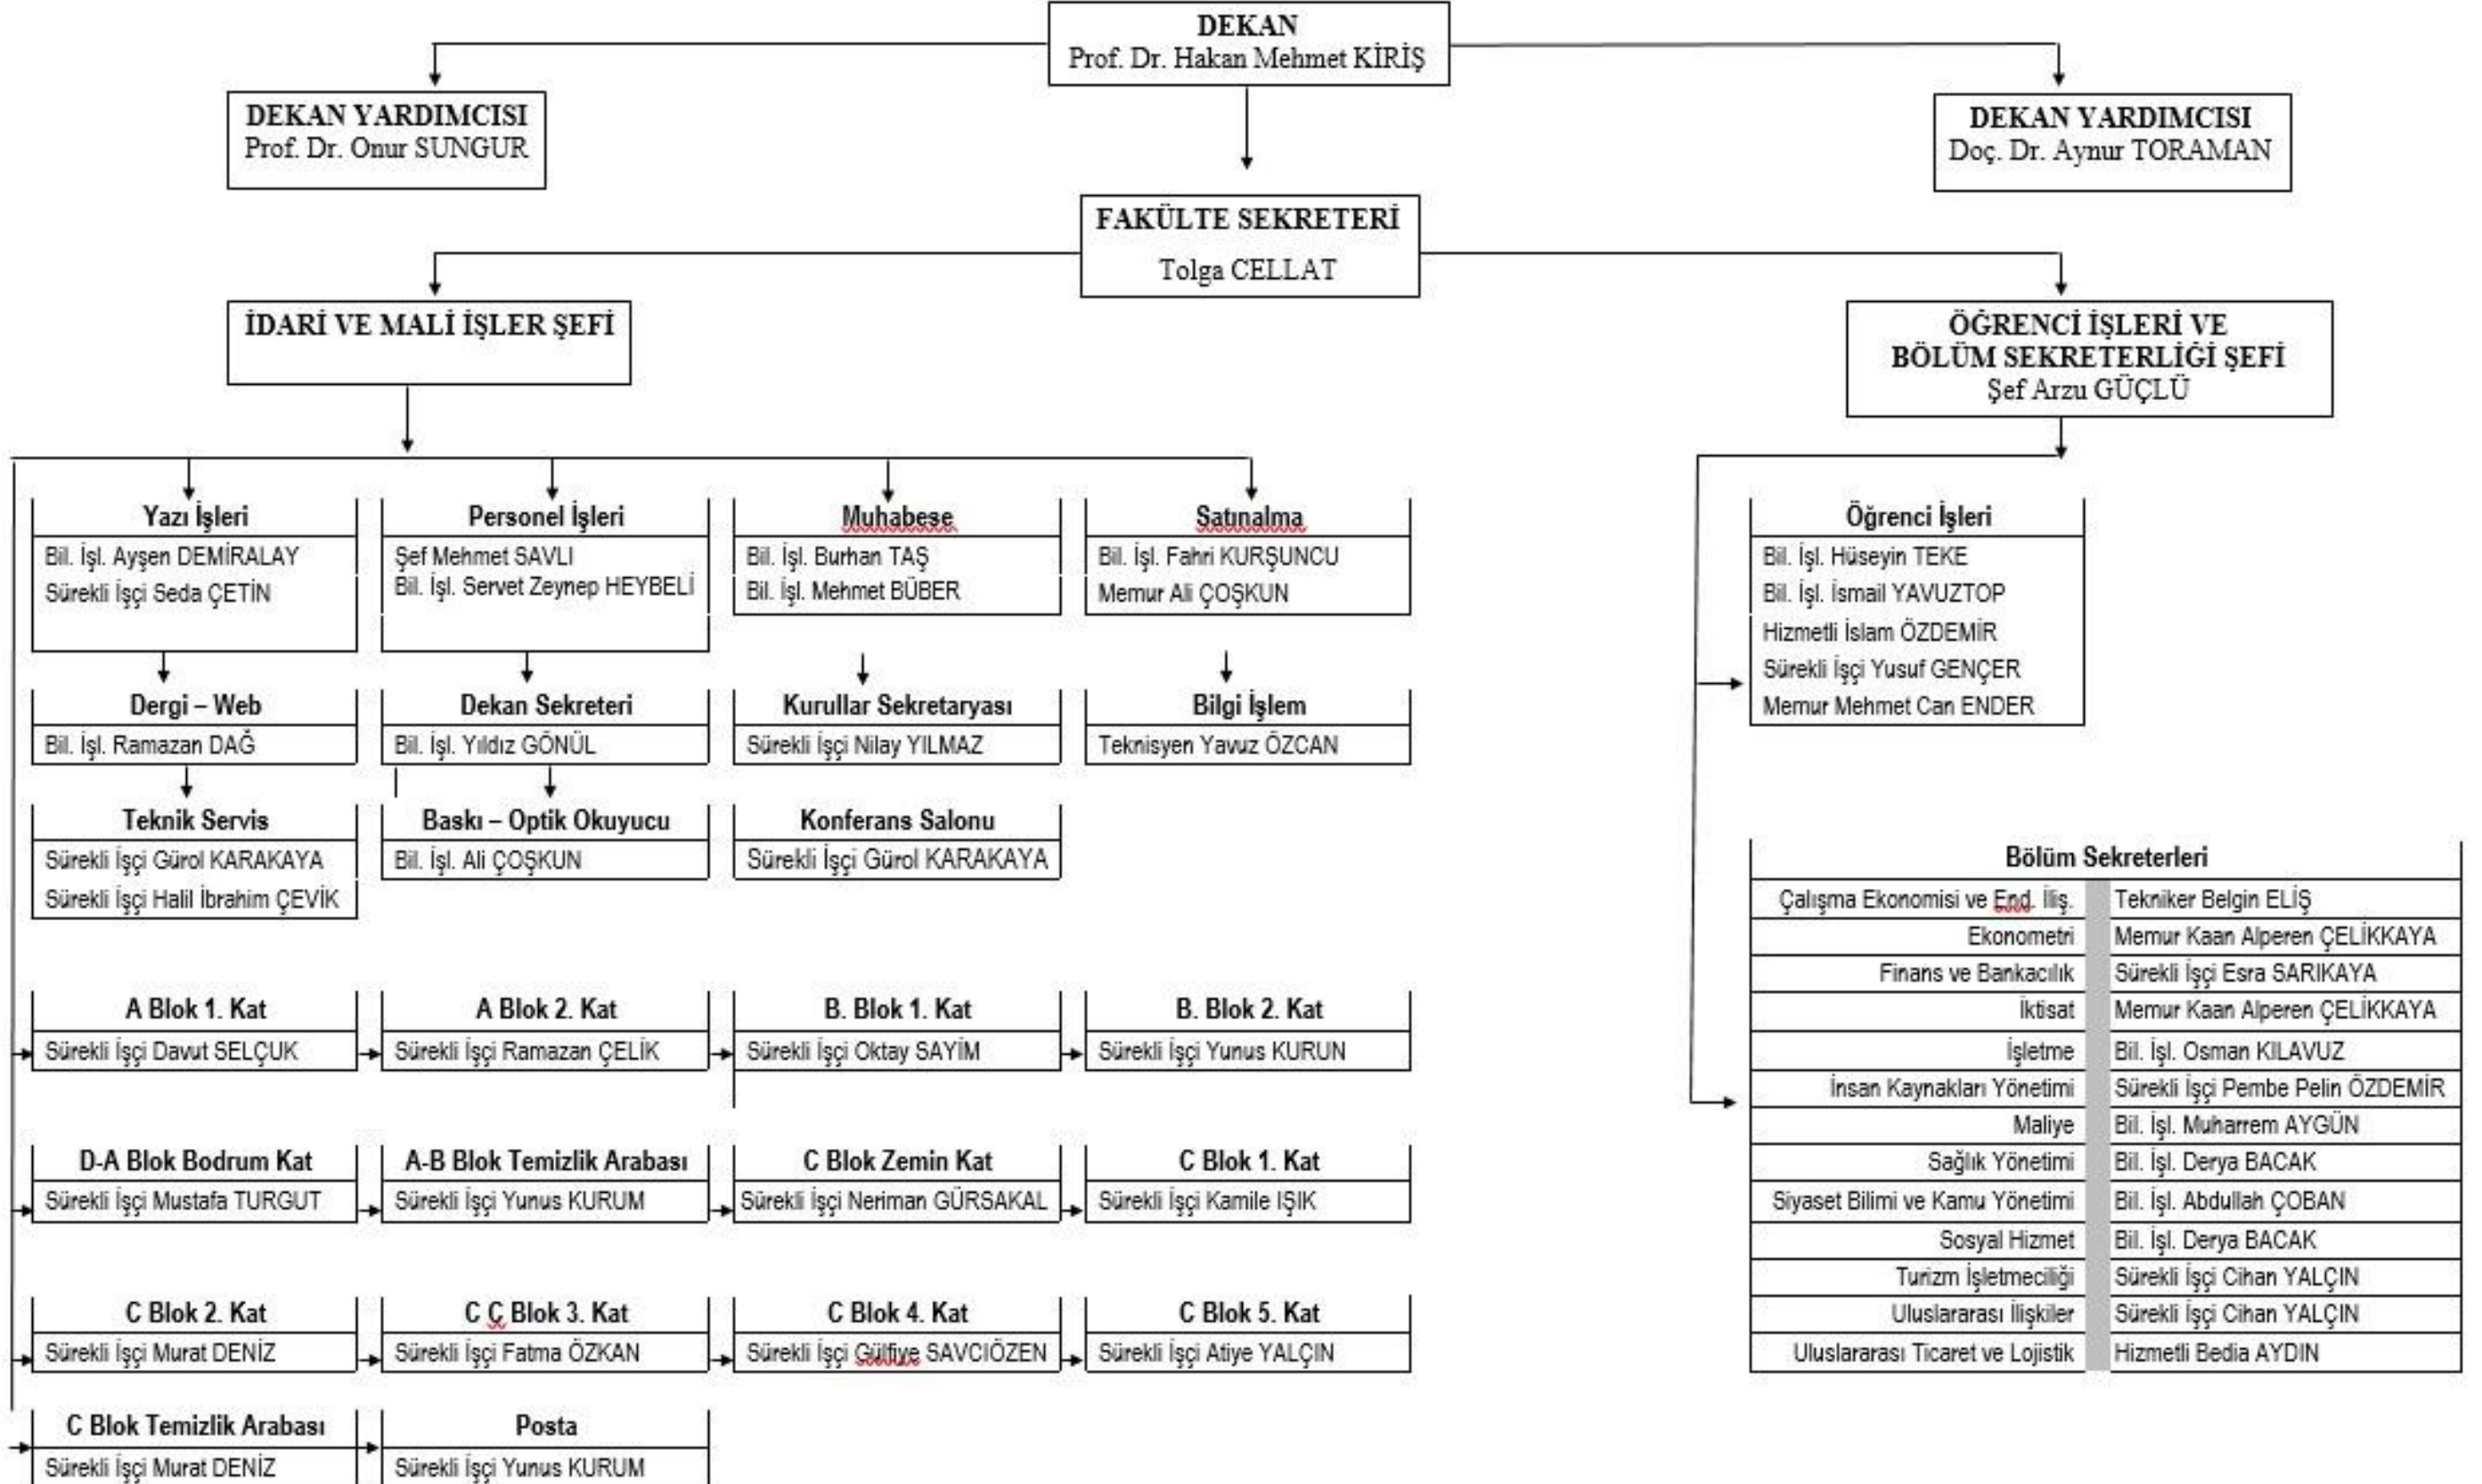 DEKAN
Prof. Dr. Hakan Mehmet KİRİŞ
DEKAN YARDIMCISI
Prof. Dr. Onur SUNGUR
DEKAN YARDIMCISI
Doç. Dr. Aynur TORAMAN
FAKÜLTE SEKRETERİ
Tolga CELLAT
İDARİ VE MALİ İŞLER ŞEFİ
ÖĞRENCİ İŞLERİ VE
BÖLÜM SEKRETERLİĞİ ŞEFİ
Şef Arzu GÜÇLÜ
Yazı İşleri
Bil. İşl. Ayşen DEMİRALAY
Sürekli İşçi Seda ÇETİN
Personel İşleri
Şef Mehmet SAVLI
Bil. İşl. Servet Zeynep HEYBELİ
Muhabese
Bil. İşl. Burhan TAŞ
Bil. İşl. Mehmet BÜBER
Satınalma
Bil. İşl. Fahri KURŞUNCU
Memur Ali ÇOŞKUN
Dergi – Web
Bil. İşl. Ramazan DAĞ
Dekan Sekreteri
Bil. İşl. Yıldız GÖNÜL
Kurullar Sekretaryası
Sürekli İşçi Nilay YILMAZ
Bilgi İşlem
Teknisyen Yavuz ÖZCAN
Teknik Servis
Sürekli İşçi Gürol KARAKAYA
Sürekli İşçi Halil İbrahim ÇEVİK
Baskı – Optik Okuyucu
Bil. İşl. Ali ÇOŞKUN
Konferans Salonu
Sürekli İşçi Gürol KARAKAYA
A Blok 1. Kat
Sürekli İşçi Davut SELÇUK
A Blok 2. Kat
Sürekli İşçi Ramazan ÇELİK
B. Blok 1. Kat
Sürekli İşçi Oktay SAYİM
B. Blok 2. Kat
Sürekli İşçi Yunus KURUN
D-A Blok Bodrum Kat
Sürekli İşçi Mustafa TURGUT
A-B Blok Temizlik Arabası
Sürekli İşçi Yunus KURUM
C Blok Zemin Kat
Sürekli İşçi Neriman GÜRSAKAL
C Blok 1. Kat
Sürekli İşçi Kamile IŞIK
C Blok 2. Kat
Sürekli İşçi Murat DENİZ
C Ç Blok 3. Kat
Sürekli İşçi Fatma ÖZKAN
C Blok 4. Kat
Sürekli İşçi Gülfiye SAVCIÖZEN
C Blok 5. Kat
Sürekli İşçi Atiye YALÇIN
C Blok Temizlik Arabası
Sürekli İşçi Murat DENİZ
Posta
Sürekli İşçi Yunus KURUM
Öğrenci İşleri
Bil. İşl. Hüseyin TEKE
Bil. İşl. İsmail YAVUZTOP
Hizmetli İslam ÖZDEMİR
Sürekli İşçi Yusuf GENÇER
Memur Mehmet Can ENDER
Bölüm Sekreterleri
Çalışma Ekonomisi ve End. İliş. Tekniker Belgin ELİŞ
Ekonometri Memur Kaan Alperen ÇELİKKAYA
Finans ve Bankacılık Sürekli İşçi Esra SARIKAYA
İktisat Memur Kaan Alperen ÇELİKKAYA
İşletme Bil. İşl. Osman KILAVUZ
İnsan Kaynakları Yönetimi Sürekli İşçi Pembe Pelin ÖZDEMİR
Maliye Bil. İşl. Muharrem AYGÜN
Sağlık Yönetimi Bil. İşl. Derya BACAK
Siyaset Bilimi ve Kamu Yönetimi Bil. İşl. Abdullah ÇOBAN
Sosyal Hizmet Bil. İşl. Derya BACAK
Turizm İşletmeciliği Sürekli İşçi Cihan YALÇIN
Uluslararası İlişkiler Sürekli İşçi Cihan YALÇIN
Uluslararası Ticaret ve Lojistik Hizmetli Bedia AYDIN